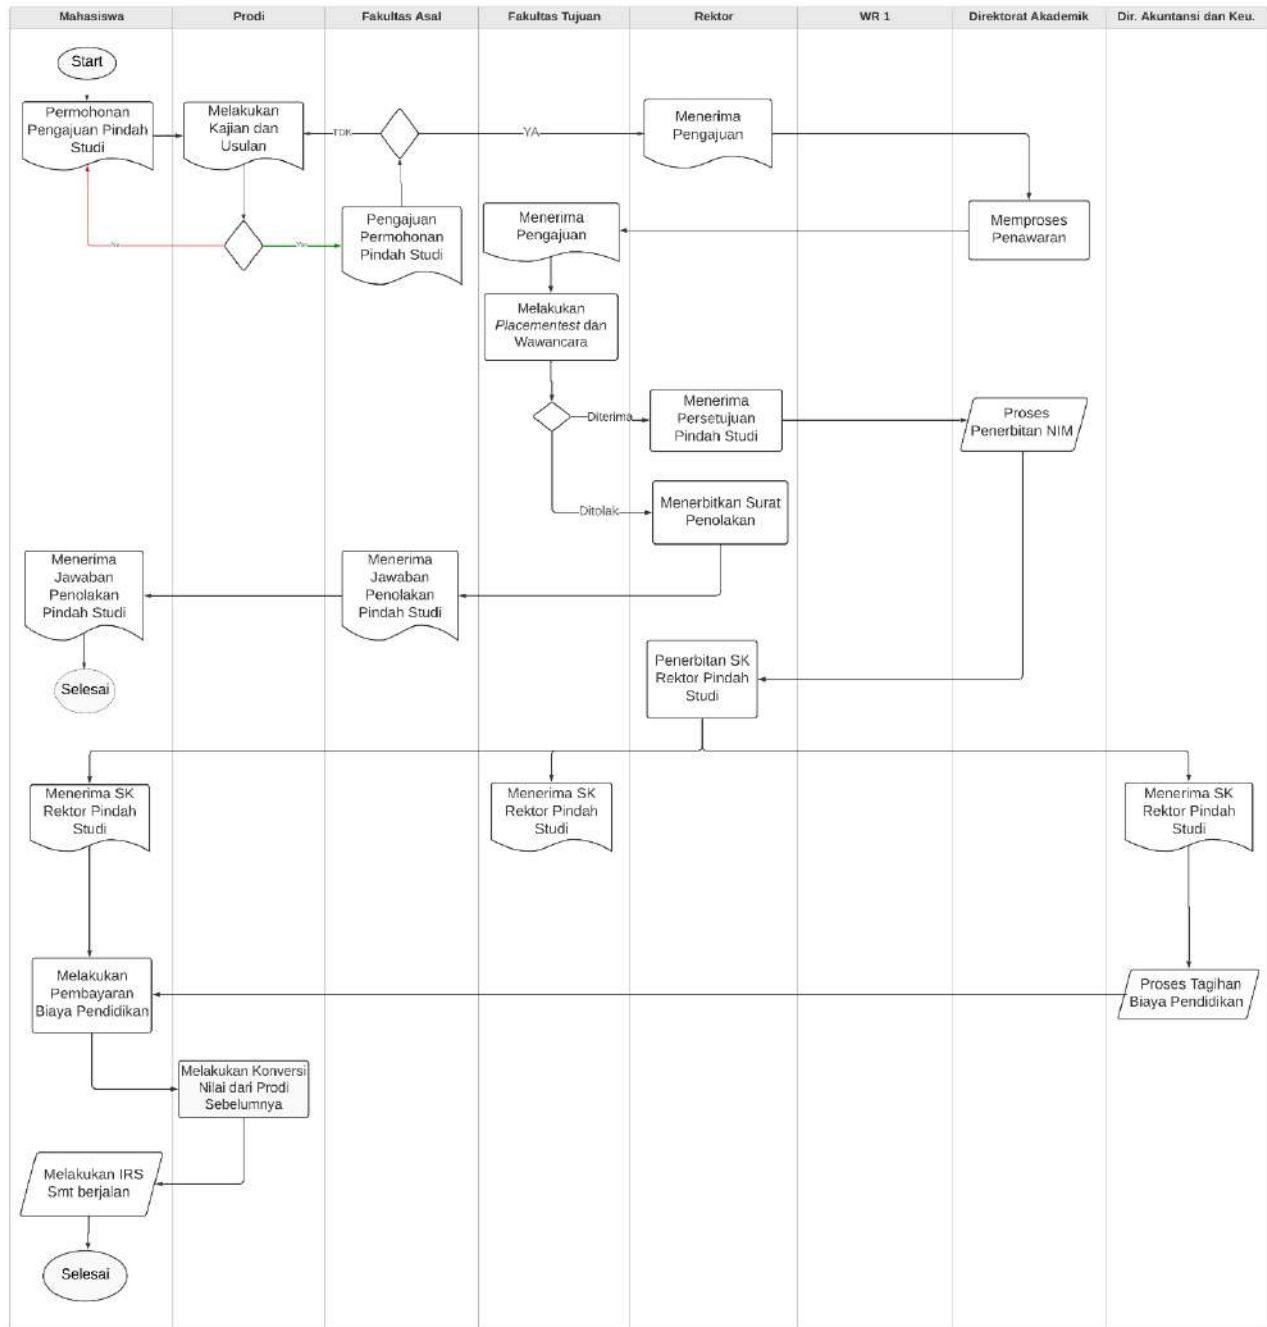 Mahasiswa
Prodi
Fakultas Asal
Fakultas Tujuan
Rektor
WR 1
Direktorat Akademik
Dir. Akuntansi dan Keu.
Start
Permohonan
Pengajuan Pindah
Studi
Melakukan
Kajian dan
Usulan
TDK
YA
Menerima
Pengajuan
No
Yes
Pengajuan
Permohonan
Pindah Studi
Menerima
Pengajuan
Memproses
Penawaran
Melakukan
Placementest dan
Wawancara
Diterima
Menerima
Persetujuan
Pindah Studi
Proses
Penerbitan NIM
Ditolak
Menerbitkan Surat
Penolakan
Menerima
Jawaban
Penolakan
Pindah Studi
Menerima
Jawaban
Penolakan
Pindah Studi
Selesai
Penerbitan SK
Rektor Pindah
Studi
Menerima SK
Rektor Pindah
Studi
Menerima SK
Rektor Pindah
Studi
Menerima SK
Rektor Pindah
Studi
Melakukan
Pembayaran
Biaya Pendidikan
Proses Tagihan
Biaya Pendidikan
Melakukan Konversi
Nilai dari Prodi
Sebelumnya
Melakukan IRS
Smt berjalan
Selesai